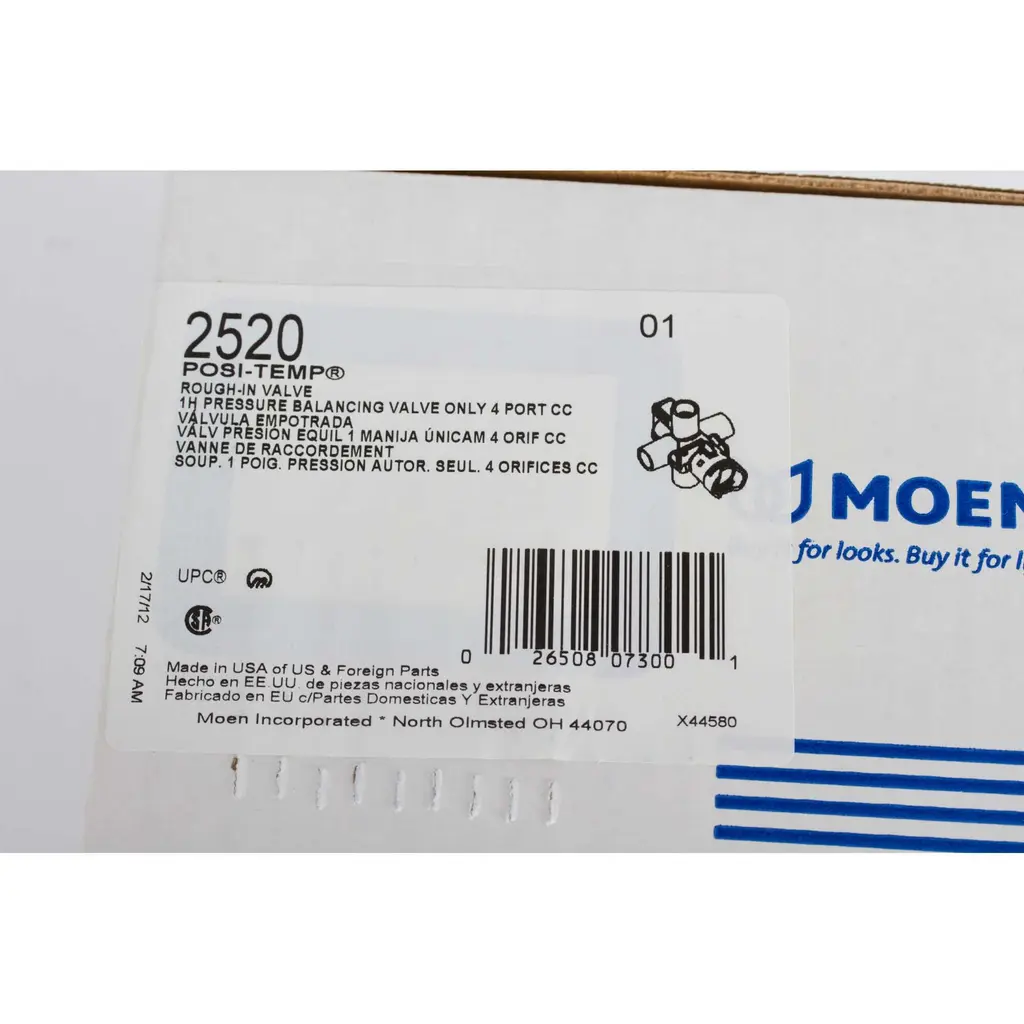 2520
01
POSI-TEMP®
ROUGH-IN VALVE
1H PRESSURE BALANCING VALVE ONLY 4 PORT CC
VÁLVULA EMPOTRADA
VÁLV PRESIÓN EQUIL 1 MANIJA ÚNICAM 4 ORIF CC
VANNE DE RACCORDEMENT
SOUP. 1 POIG. PRESSION AUTOR. SEUL. 4 ORIFICES CC
MOEN
for looks. Buy it for
UPC®
SA®
2/17/12 7:09 AM
0 26508 07300 1
Made in USA of US & Foreign Parts
Hecho en EE.UU. de piezas nacionales y extranjeras
Fabricado en EU c/Partes Domesticas Y Extranjeras
Moen Incorporated * North Olmsted OH 44070
X44580